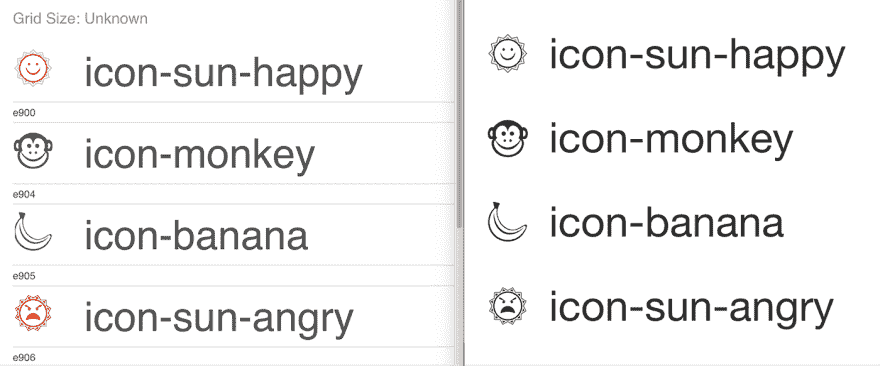 Grid Size: Unknown
icon-sun-happy
e900
icon-monkey
e904
icon-banana
e905
icon-sun-angry
e906
icon-sun-happy
icon-monkey
icon-banana
icon-sun-angry